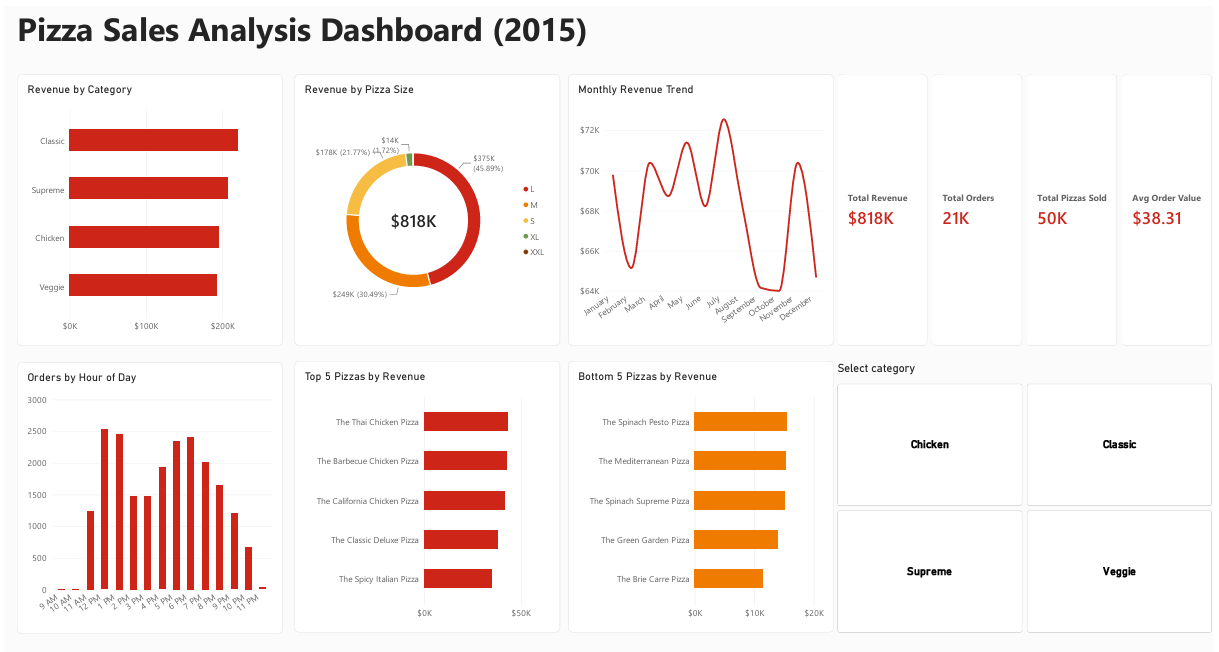 Pizza Sales Analysis Dashboard (2015)
Revenue by Category
Classic
Supreme
Chicken
Veggie
$0K $100K $200K
Revenue by Pizza Size
$14K
(1.72%)
$178K (21.77%)
$375K
(45.89%)
$818K
$249K (30.49%)
L
M
S
XL
XXL
Monthly Revenue Trend
$72K
$70K
$68K
$66K
$64K
January February March April May June July August September October November December
Total Revenue
$818K
Total Orders
21K
Total Pizzas Sold
50K
Avg Order Value
$38.31
Orders by Hour of Day
3000
2500
2000
1500
1000
500
0
9 AM 10 AM 11 AM 12 PM 1 PM 2 PM 3 PM 4 PM 5 PM 6 PM 7 PM 8 PM 9 PM 10 PM 11 PM
Top 5 Pizzas by Revenue
The Thai Chicken Pizza
The Barbecue Chicken Pizza
The California Chicken Pizza
The Classic Deluxe Pizza
The Spicy Italian Pizza
$0K $50K
Bottom 5 Pizzas by Revenue
The Spinach Pesto Pizza
The Mediterranean Pizza
The Spinach Supreme Pizza
The Green Garden Pizza
The Brie Carre Pizza
$0K $10K $20K
Select category
Chicken
Classic
Supreme
Veggie